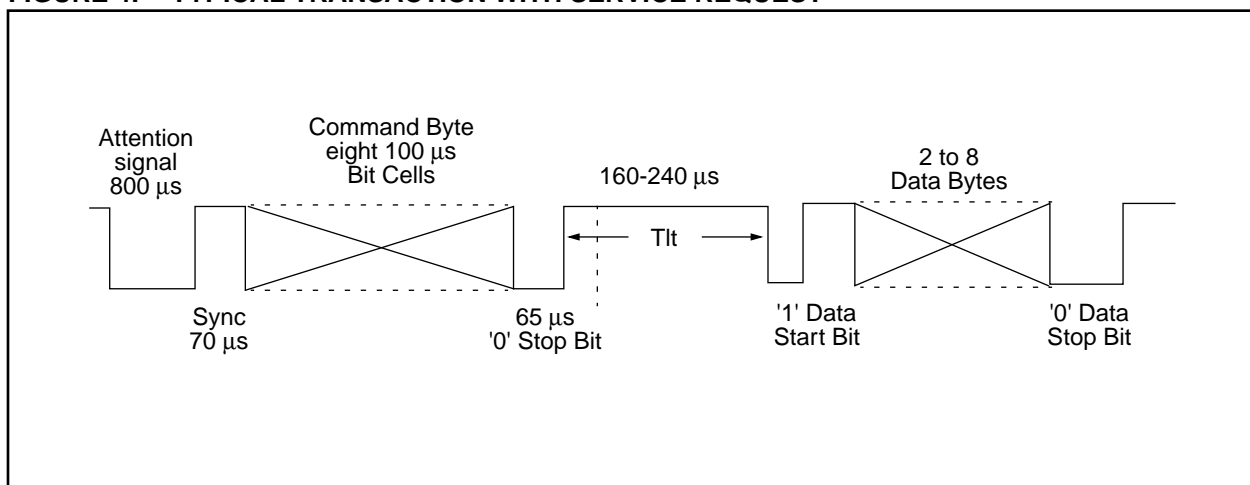 FIGURE 4: TYPICAL TRANSACTION WITH SERVICE REQUEST
Attention
signal
800 µs
Command Byte
eight 100 µs
Bit Cells
160-240 µs
2 to 8
Data Bytes
Tlt
Sync
70 µs
65 µs
'0' Stop Bit
'1' Data
Start Bit
'0' Data
Stop Bit